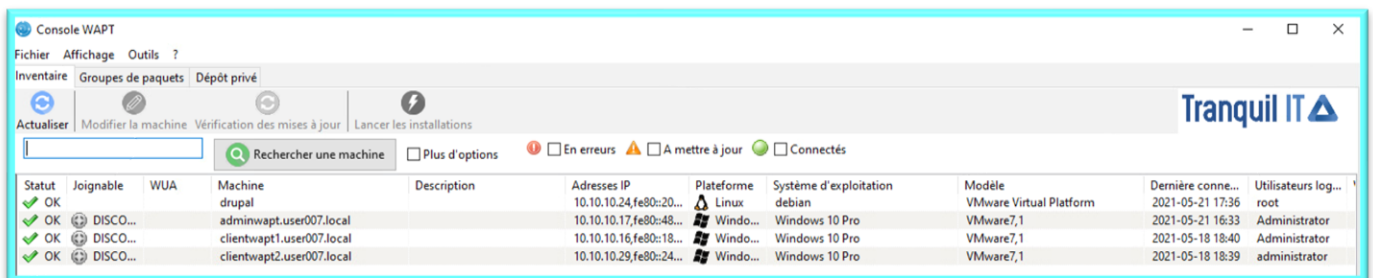 Console WAPT
Fichier Affichage Outils ?
Inventaire Groupes de paquets Dépôt privé
Tranquil IT
Actualiser Modifier la machine Vérification des mises à jour Lancer les installations
Rechercher une machine Plus d'options En erreurs A mettre à jour Connectés
Statut Joignable WUA Machine Description Adresses IP Plateforme Système d'exploitation Modèle Dernière conne... Utilisateurs log...
OK drupal 10.10.10.24,fe80::20... Linux debian VMware Virtual Platform 2021-05-21 17:36 root
OK DISCO... adminwapt.user007.local 10.10.10.17,fe80::48... Windo... Windows 10 Pro VMware7,1 2021-05-21 16:33 Administrator
OK DISCO... clientwapt1.user007.local 10.10.10.16,fe80::18... Windo... Windows 10 Pro VMware7,1 2021-05-18 18:40 Administrator
OK DISCO... clientwapt2.user007.local 10.10.10.29,fe80::24... Windo... Windows 10 Pro VMware7,1 2021-05-18 18:39 administrator